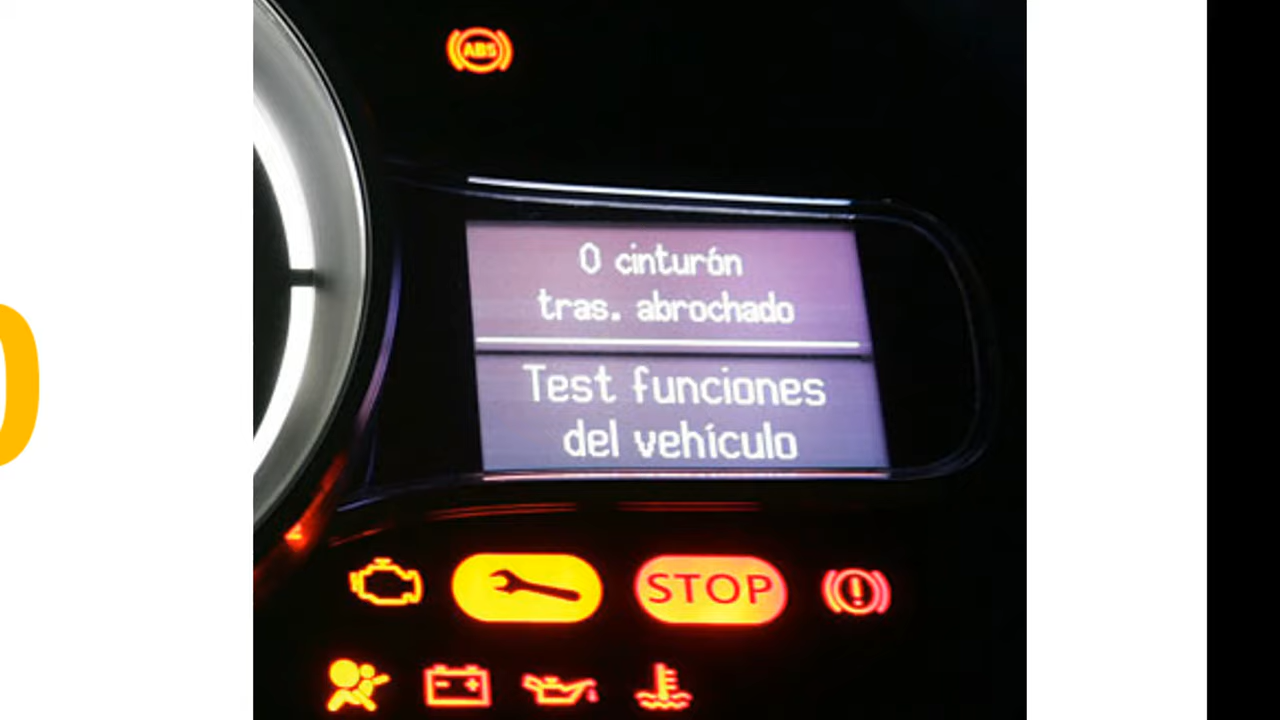 ABS
0 cinturón
tras. abrochado
Test funciones
del vehículo
STOP